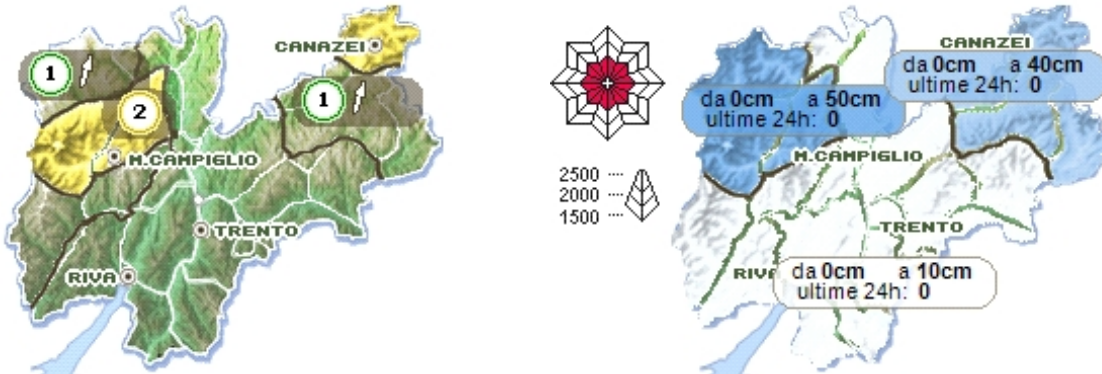 CANAZEI
1
1
2
M.CAMPIGLIO
TRENTO
RIVA
2500
2000
1500
CANAZEI
da 0cm a 40cm
ultime 24h: 0
da 0cm a 50cm
ultime 24h: 0
M.CAMPIGLIO
TRENTO
RIVA
da 0cm a 10cm
ultime 24h: 0